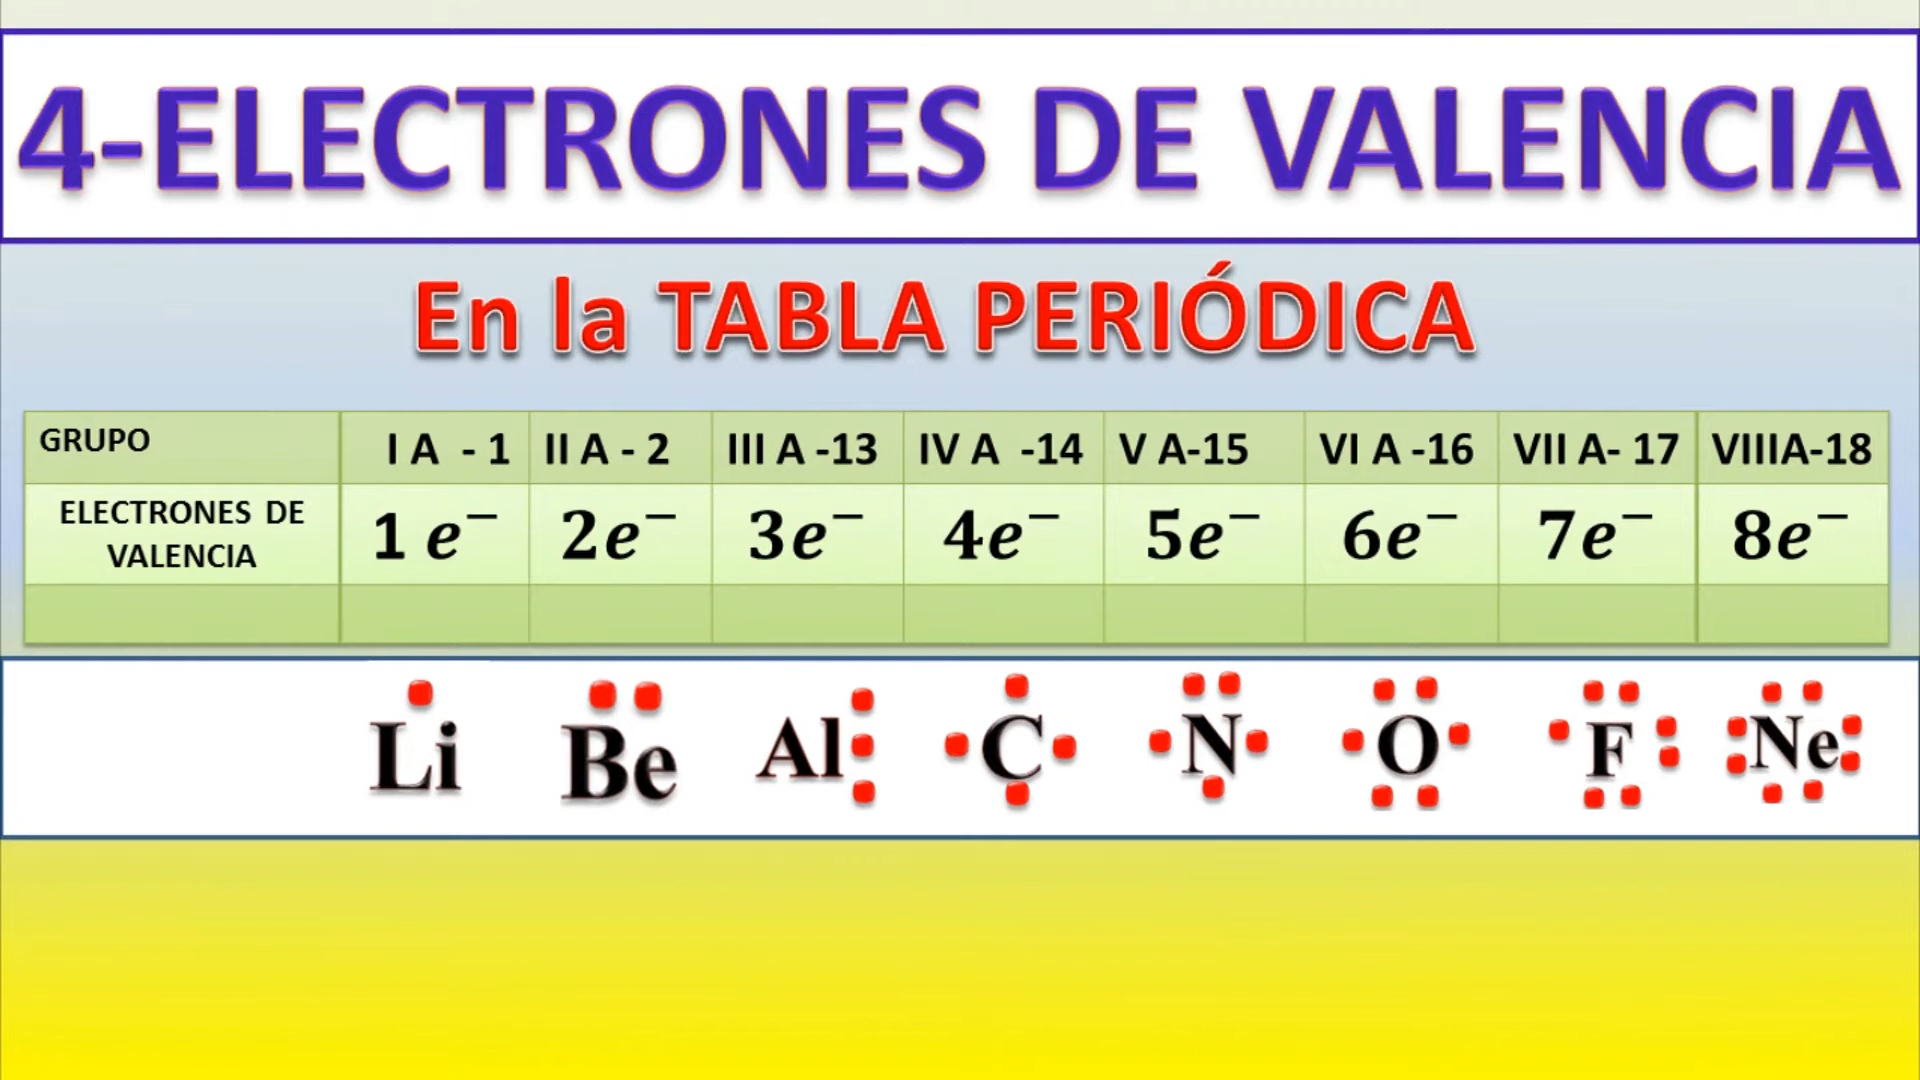 4-ELECTRONES DE VALENCIA
En la TABLA PERIÓDICA
GRUPO I A - 1 II A - 2 III A -13 IV A -14 V A-15 VI A -16 VII A- 17 VIIIA-18
ELECTRONES DE
VALENCIA 1 e⁻ 2e⁻ 3e⁻ 4e⁻ 5e⁻ 6e⁻ 7e⁻ 8e⁻
Li Be Al C N O F Ne